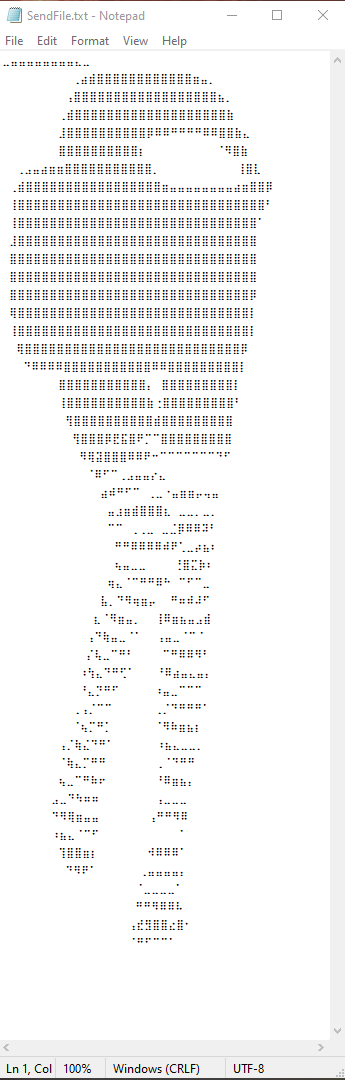 SendFile.txt - Notepad
File Edit Format View Help
Ln 1, Col 100% Windows (CRLF) UTF-8